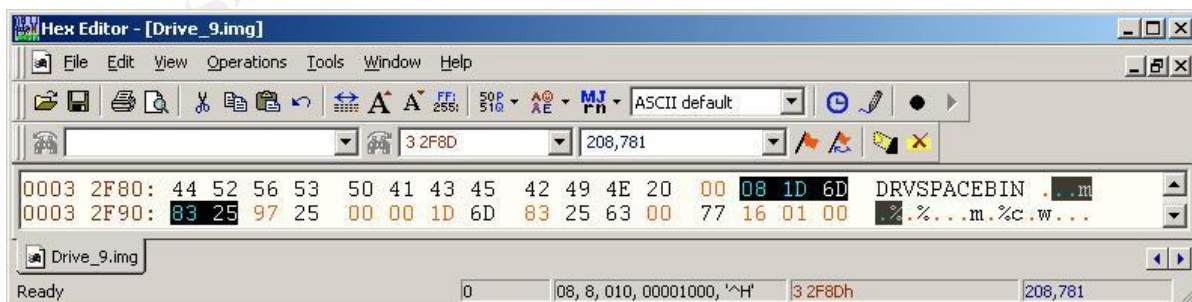 Hex Editor - [Drive_9.img]
File Edit View Operations Tools Window Help
ASCII default
3 2F8D 208,781
0003 2F80: 44 52 56 53 50 41 43 45 42 49 4E 20 00 08 1D 6D DRVSPACEBIN ...m
0003 2F90: 83 25 97 25 00 00 1D 6D 83 25 63 00 77 16 01 00 .%.%...m.%c.w...
Drive_9.img
Ready 0 08, 8, 010, 00001000, '^H' 3 2F8Dh 208,781